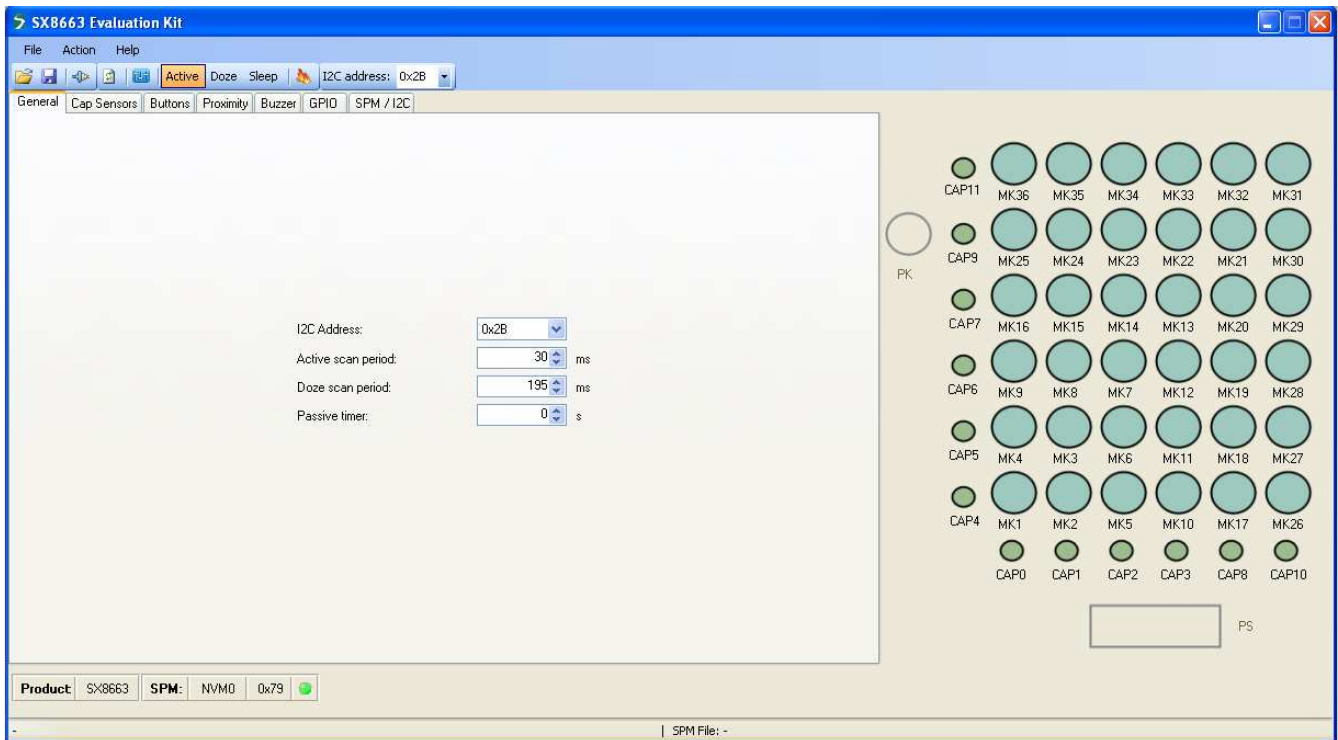 SX8663 Evaluation Kit
File Action Help
Active Doze Sleep I2C address: 0x2B
General Cap Sensors Buttons Proximity Buzzer GPIO SPM / I2C
I2C Address: 0x2B
Active scan period: 30 ms
Doze scan period: 195 ms
Passive timer: 0 s
CAP11 MK36 MK35 MK34 MK33 MK32 MK31
PK
CAP9 MK25 MK24 MK23 MK22 MK21 MK30
CAP7 MK16 MK15 MK14 MK13 MK20 MK29
CAP6 MK9 MK8 MK7 MK12 MK19 MK28
CAP5 MK4 MK3 MK6 MK11 MK18 MK27
CAP4 MK1 MK2 MK5 MK10 MK17 MK26
CAP0 CAP1 CAP2 CAP3 CAP8 CAP10
PS
Product: SX8663 SPM: NVM0 0x79
- | SPM File: -